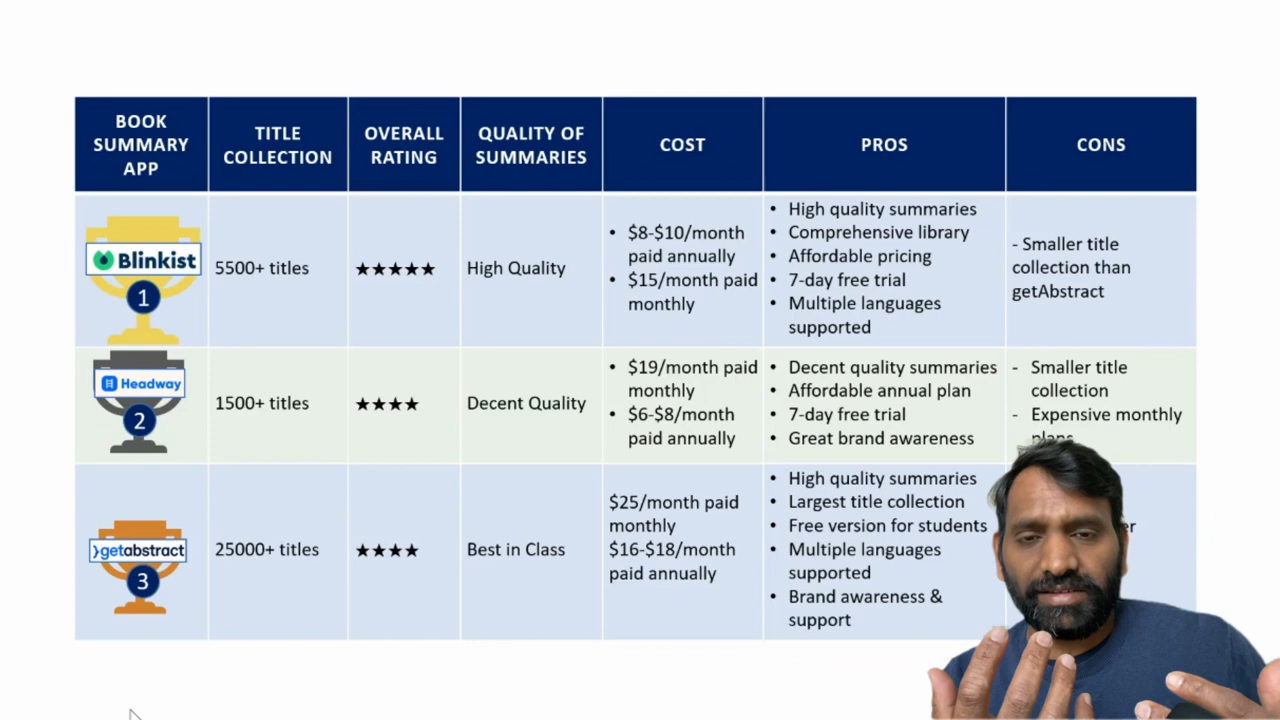 BOOK
SUMMARY
APP
TITLE
COLLECTION
OVERALL
RATING
QUALITY OF
SUMMARIES
COST
PROS
CONS
Blinkist
1
5500+ titles
★★★★★
High Quality
• $8-$10/month
paid annually
• $15/month paid
monthly
• High quality summaries
• Comprehensive library
• Affordable pricing
• 7-day free trial
• Multiple languages
supported
- Smaller title
collection than
getAbstract
Headway
2
1500+ titles
★★★★
Decent Quality
• $19/month paid
monthly
• $6-$8/month
paid annually
• Decent quality summaries
• Affordable annual plan
• 7-day free trial
• Great brand awareness
- Smaller title
collection
- Expensive monthly
plans
getabstract
3
25000+ titles
★★★★
Best in Class
$25/month paid
monthly
$16-$18/month
paid annually
• High quality summaries
• Largest title collection
• Free version for students
• Multiple languages
supported
• Brand awareness &
support